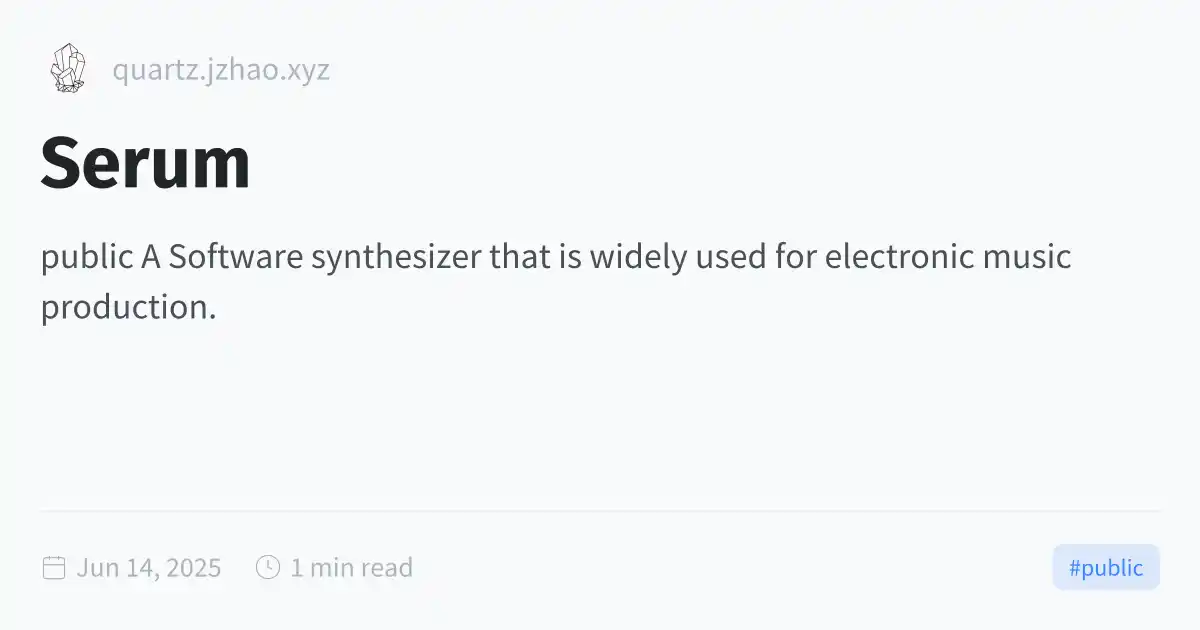 quartz.jzhao.xyz
Serum
public A Software synthesizer that is widely used for electronic music
production.
Jun 14, 2025 1 min read
#public